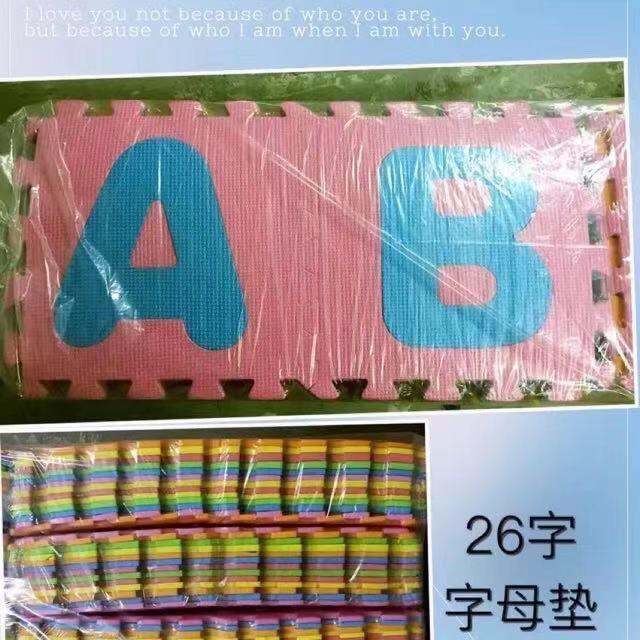 I love you not because of who you are,
but because of who I am when I am with you.
A B
26字
字母垫